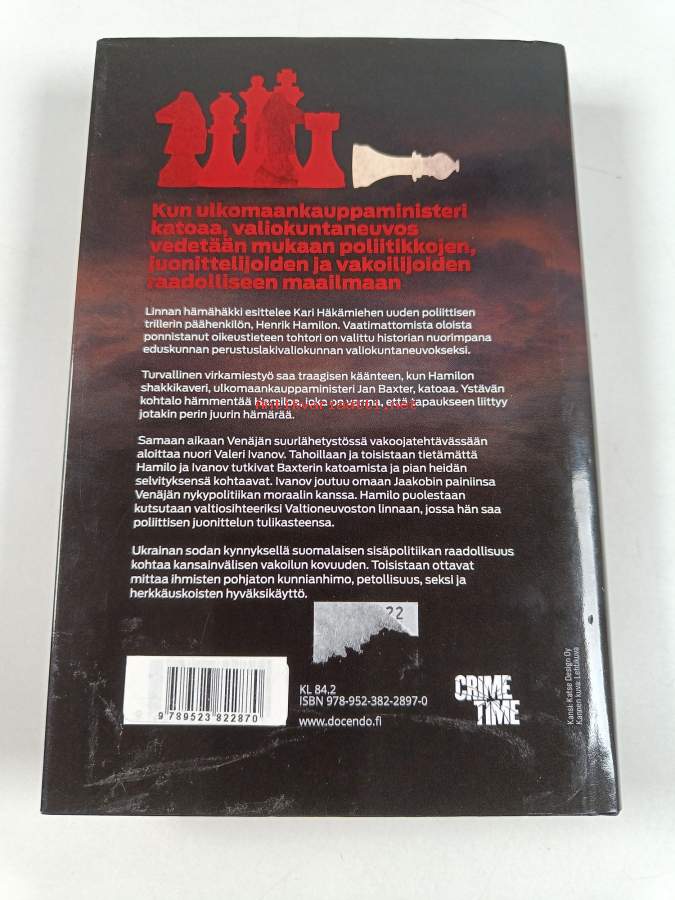 Kun ulkomaankauppaministeri
katoaa, valiokuntaneuvos
vedetään mukaan poliitikkojen,
juonittelijoiden ja vakoilijoiden
raadolliseen maailmaan
Linnan hämähäkki esittelee Kari Häkämiehen uuden poliittisen
trillerin päähenkilön, Henrik Hamilon. Vaatimattomista oloista
ponnistanut oikeustieteen tohtori on valittu historian nuorimpana
eduskunnan perustuslakivaliokunnan valiokuntaneuvokseksi.
Turvallinen virkamiestyö saa traagisen käänteen, kun Hamilon
shakkikaveri, ulkomaankauppaministeri Jan Baxter, katoaa. Ystävän
kohtalo hämmentää Hamiloa, joka on varma, että tapaukseen liittyy
jotakin perin juurin hämärää.
Samaan aikaan Venäjän suurlähetystössä vakoojatehtävässään
aloittaa nuori Valeri Ivanov. Tahoillaan ja toisistaan tietämättä
Hamilo ja Ivanov tutkivat Baxterin katoamista ja pian heidän
selvityksensä kohtaavat. Ivanov joutuu omaan Jaakobin painiinsa
Venäjän nykypolitiikan moraalin kanssa. Hamilo puolestaan
kutsutaan valtiosihteeriksi Valtioneuvoston linnaan, jossa hän saa
poliittisen juonittelun tulikasteensa.
Ukrainan sodan kynnyksellä suomalaisen sisäpolitiikan raadollisuus
kohtaa kansainvälisen vakoilun kovuuden. Toisistaan ottavat
mittaa ihmisten pohjaton kunnianhimo, petollisuus, seksi ja
herkkäuskoisten hyväksikäyttö.
22
KL 84.2
ISBN 978-952-382-2897-0
www.docendo.fi
9 789523 822870
CRIME
TIME
Kansi: Katse Design Oy
Kannen kuva: Lehtikuva